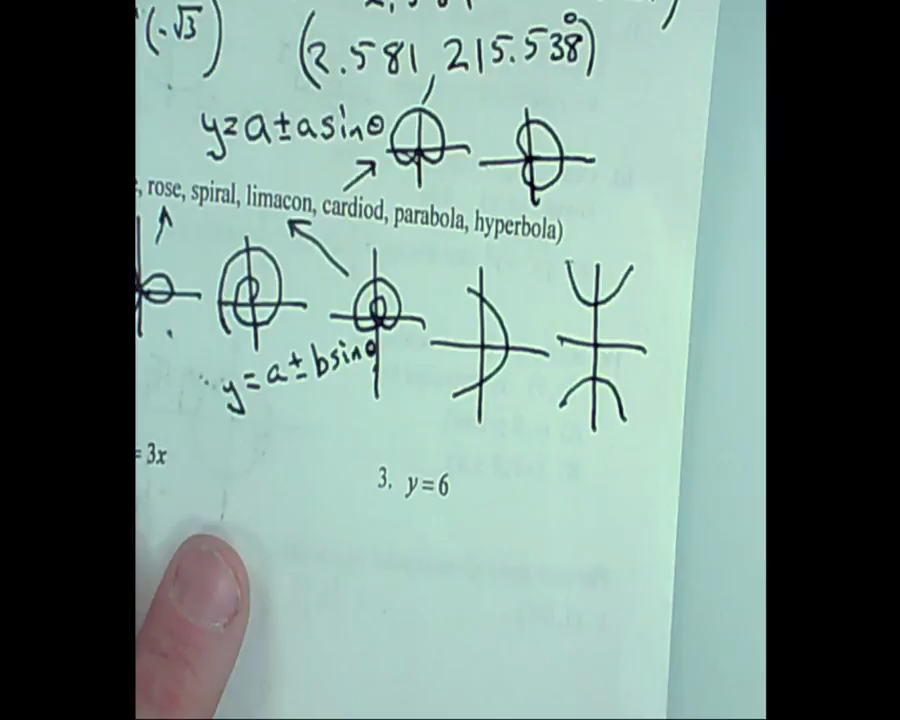 (-√3) (2.581, 215.538°)
y=a±asinθ
, rose, spiral, limacon, cardiod, parabola, hyperbola)
y=a±bsinθ
= 3x
3. y=6